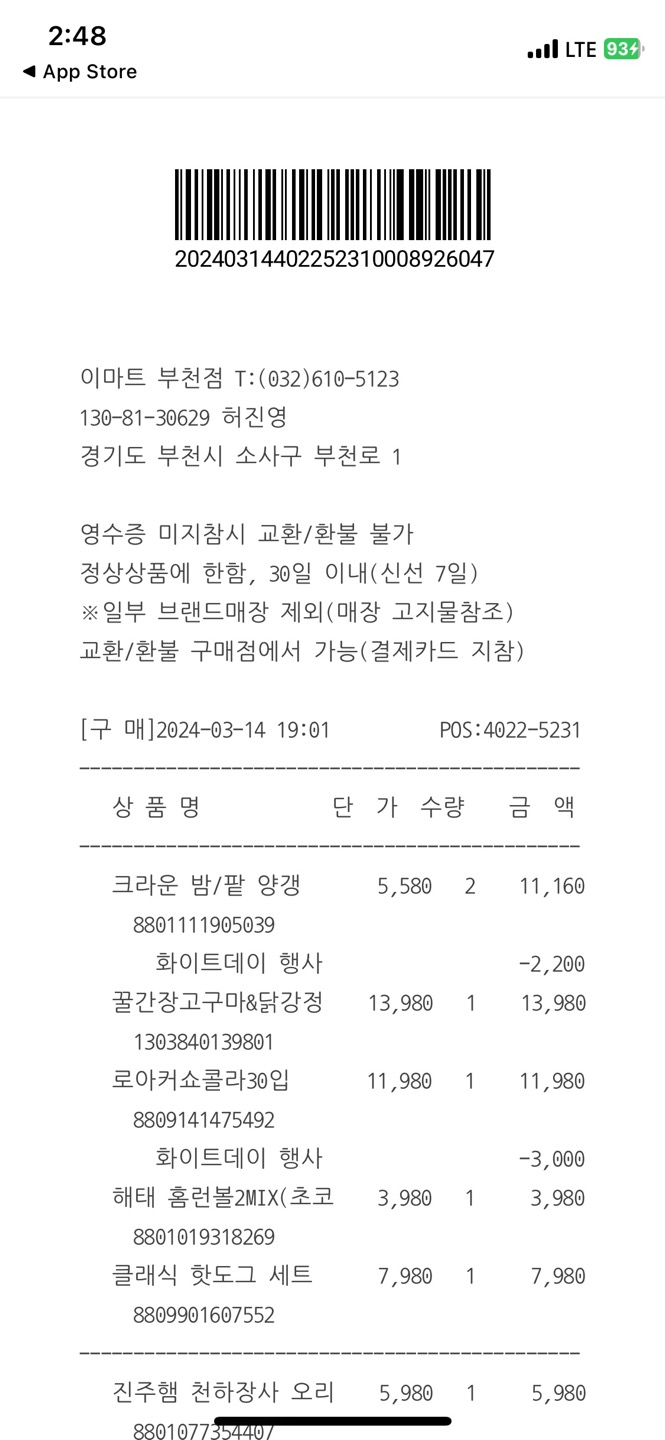 2:48
LTE 93
◀ App Store
20240314402252310008926047
이마트 부천점 T:(032)610-5123
130-81-30629 허진영
경기도 부천시 소사구 부천로 1
영수증 미지참시 교환/환불 불가
정상상품에 한함, 30일 이내(신선 7일)
※일부 브랜드매장 제외(매장 고지물참조)
교환/환불 구매점에서 가능(결제카드 지참)
[구 매]2024-03-14 19:01 POS:4022-5231
상 품 명 단 가 수량 금 액
크라운 밤/팥 양갱 5,580 2 11,160
8801111905039
화이트데이 행사 -2,200
꿀간장고구마&닭강정 13,980 1 13,980
1303840139801
로아커쇼콜라30입 11,980 1 11,980
8809141475492
화이트데이 행사 -3,000
해태 홈런볼2MIX(초코 3,980 1 3,980
8801019318269
클래식 핫도그 세트 7,980 1 7,980
8809901607552
진주햄 천하장사 오리 5,980 1 5,980
8801077354407